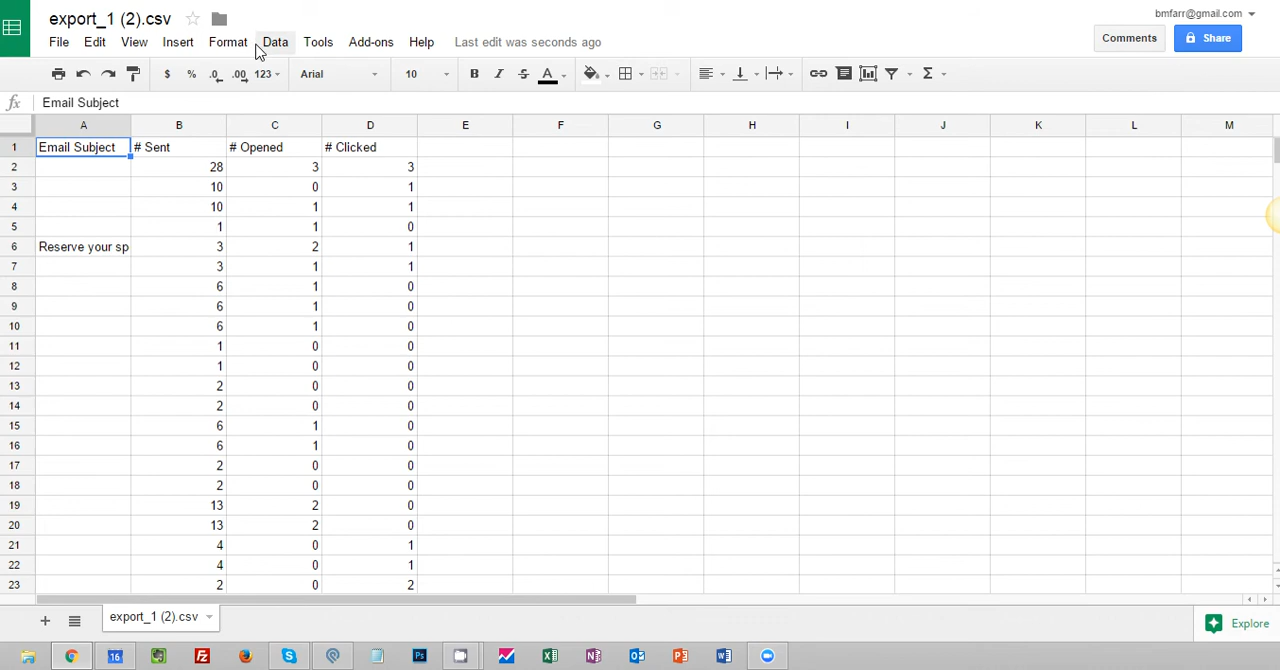 export_1 (2).csv
bmfarr@gmail.com
File Edit View Insert Format Data Tools Add-ons Help Last edit was seconds ago
Comments Share
$ % .0 .00 123 Arial 10 B I S A Σ
fx Email Subject
A B C D E F G H I J K L M
1 Email Subject # Sent # Opened # Clicked
2 28 3 3
3 10 0 1
4 10 1 1
5 1 1 0
6 Reserve your sp 3 2 1
7 3 1 1
8 6 1 0
9 6 1 0
10 6 1 0
11 1 0 0
12 1 0 0
13 2 0 0
14 2 0 0
15 6 1 0
16 6 1 0
17 2 0 0
18 2 0 0
19 13 2 0
20 13 2 0
21 4 0 1
22 4 0 1
23 2 0 2
+ export_1 (2).csv Explore
16